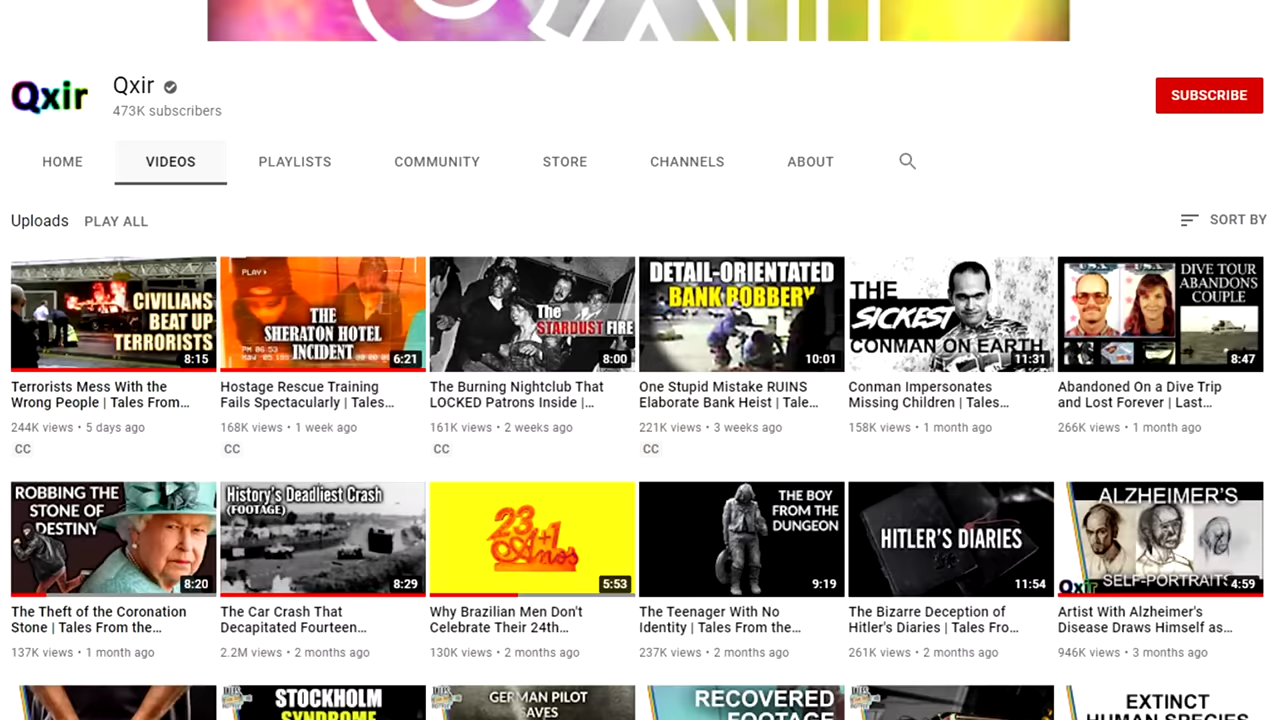 Qxir
Qxir
473K subscribers
SUBSCRIBE
HOME
VIDEOS
PLAYLISTS
COMMUNITY
STORE
CHANNELS
ABOUT
Uploads
PLAY ALL
SORT BY
CIVILIANS
BEAT UP
TERRORISTS
8:15
PLAY
THE
SHERATON HOTEL
INCIDENT
6:21
The
STARDUST FIRE
8:00
DETAIL-ORIENTATED
BANK ROBBERY
10:01
THE
SICKEST
CONMAN ON EARTH
11:31
DIVE TOUR
ABANDONS
COUPLE
8:47
Terrorists Mess With the
Wrong People | Tales From...
244K views • 5 days ago
CC
Hostage Rescue Training
Fails Spectacularly | Tales...
168K views • 1 week ago
CC
The Burning Nightclub That
LOCKED Patrons Inside |...
161K views • 2 weeks ago
CC
One Stupid Mistake RUINS
Elaborate Bank Heist | Tale...
221K views • 3 weeks ago
CC
Conman Impersonates
Missing Children | Tales...
158K views • 1 month ago
Abandoned On a Dive Trip
and Lost Forever | Last...
266K views • 1 month ago
ROBBING THE
STONE OF
DESTINY
8:20
History's Deadliest Crash
(FOOTAGE)
8:29
23
+1
Anos
5:53
THE BOY
FROM THE
DUNGEON
9:19
HITLER'S DIARIES
11:54
ALZHEIMER'S
Qxir
SELF-PORTRAITS
4:59
The Theft of the Coronation
Stone | Tales From the...
137K views • 1 month ago
The Car Crash That
Decapitated Fourteen...
2.2M views • 2 months ago
Why Brazilian Men Don't
Celebrate Their 24th...
130K views • 2 months ago
The Teenager With No
Identity | Tales From the...
237K views • 2 months ago
The Bizarre Deception of
Hitler's Diaries | Tales Fro...
261K views • 2 months ago
Artist With Alzheimer's
Disease Draws Himself as...
946K views • 3 months ago
STOCKHOLM
SYNDROME
GERMAN PILOT
SAVES
RECOVERED
FOOTAGE
EXTINCT
HUMAN SPECIES